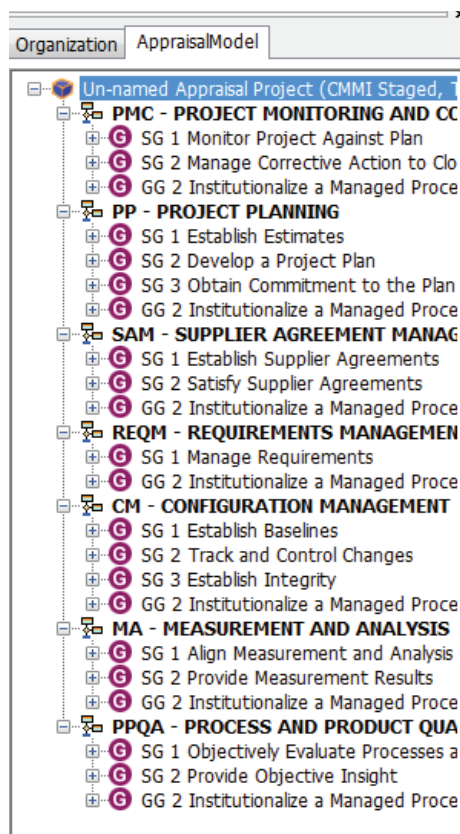 Organization AppraisalModel
Un-named Appraisal Project (CMMI Staged, T
PMC - PROJECT MONITORING AND CO
G SG 1 Monitor Project Against Plan
G SG 2 Manage Corrective Action to Clo
G GG 2 Institutionalize a Managed Proce
PP - PROJECT PLANNING
G SG 1 Establish Estimates
G SG 2 Develop a Project Plan
G SG 3 Obtain Commitment to the Plan
G GG 2 Institutionalize a Managed Proce
SAM - SUPPLIER AGREEMENT MANAG
G SG 1 Establish Supplier Agreements
G SG 2 Satisfy Supplier Agreements
G GG 2 Institutionalize a Managed Proce
REQM - REQUIREMENTS MANAGEMEN
G SG 1 Manage Requirements
G GG 2 Institutionalize a Managed Proce
CM - CONFIGURATION MANAGEMENT
G SG 1 Establish Baselines
G SG 2 Track and Control Changes
G SG 3 Establish Integrity
G GG 2 Institutionalize a Managed Proce
MA - MEASUREMENT AND ANALYSIS
G SG 1 Align Measurement and Analysis
G SG 2 Provide Measurement Results
G GG 2 Institutionalize a Managed Proce
PPQA - PROCESS AND PRODUCT QUA
G SG 1 Objectively Evaluate Processes a
G SG 2 Provide Objective Insight
G GG 2 Institutionalize a Managed Proce